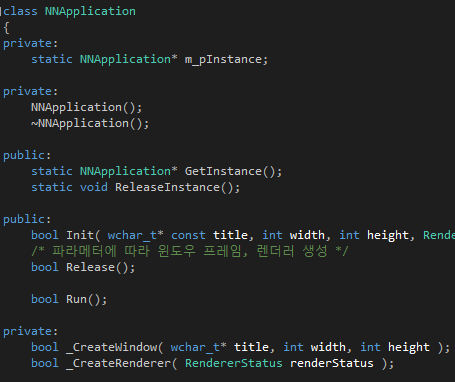 class NNApplication
{
private:
static NNApplication* m_pInstance;
private:
NNApplication();
~NNApplication();
public:
static NNApplication* GetInstance();
static void ReleaseInstance();
public:
bool Init( wchar_t* const title, int width, int height, Rende
/* 파라메터에 따라 윈도우 프레임, 렌더러 생성 */
bool Release();
bool Run();
private:
bool _CreateWindow( wchar_t* title, int width, int height );
bool _CreateRenderer( RendererStatus renderStatus );